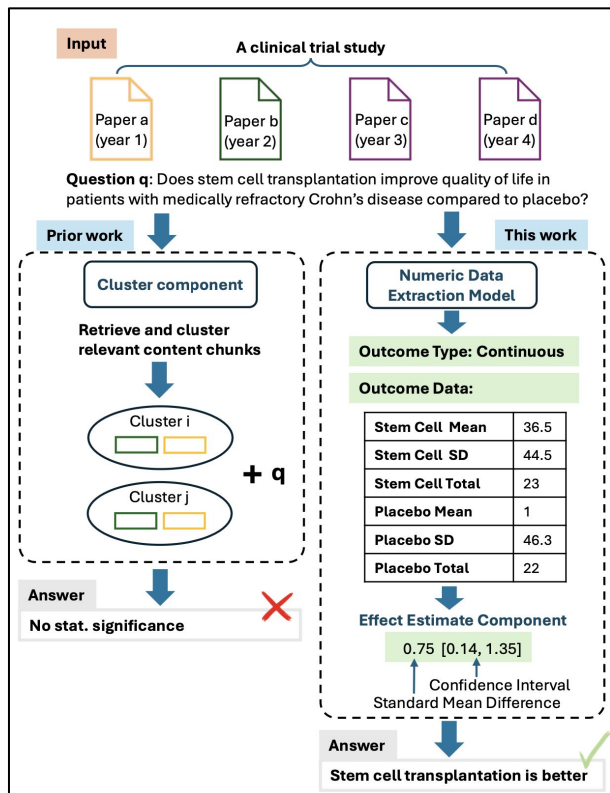 Input
A clinical trial study
Paper a
(year 1)
Paper b
(year 2)
Paper c
(year 3)
Paper d
(year 4)
Question q: Does stem cell transplantation improve quality of life in
patients with medically refractory Crohn's disease compared to placebo?
Prior work
Cluster component
Retrieve and cluster
relevant content chunks
Cluster i
Cluster j
+ q
Answer
No stat. significance
This work
Numeric Data
Extraction Model
Outcome Type: Continuous
Outcome Data:
Stem Cell Mean 36.5
Stem Cell SD 44.5
Stem Cell Total 23
Placebo Mean 1
Placebo SD 46.3
Placebo Total 22
Effect Estimate Component
0.75 [0.14, 1.35]
Confidence Interval
Standard Mean Difference
Answer
Stem cell transplantation is better